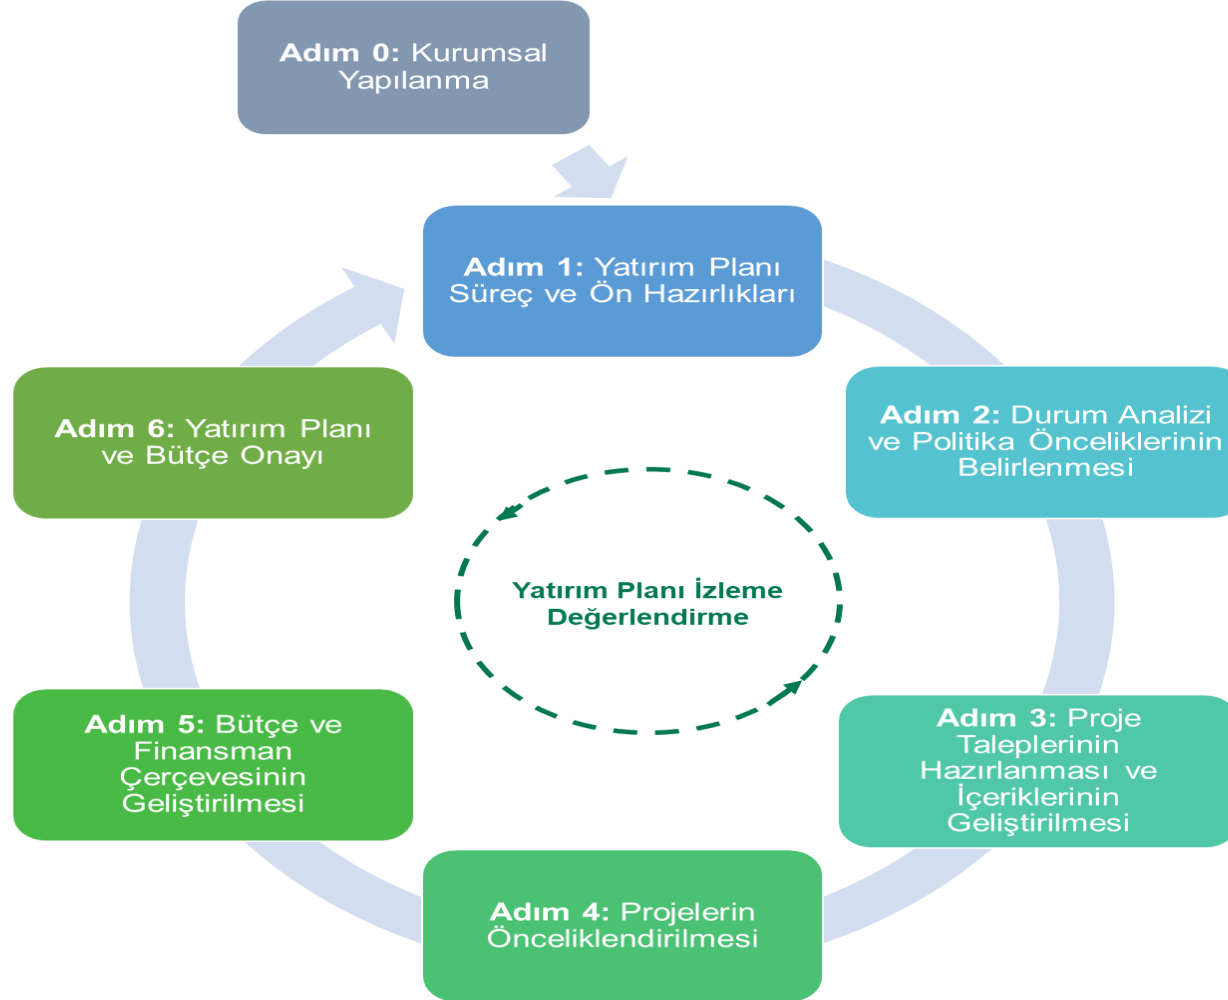 Adım 0: Kurumsal
Yapılanma
Adım 1: Yatırım Planı
Süreç ve Ön Hazırlıkları
Adım 2: Durum Analizi
ve Politika Önceliklerinin
Belirlenmesi
Adım 3: Proje
Taleplerinin
Hazırlanması ve
İçeriklerinin
Geliştirilmesi
Adım 4: Projelerin
Önceliklendirilmesi
Adım 5: Bütçe ve
Finansman
Çerçevesinin
Geliştirilmesi
Adım 6: Yatırım Planı
ve Bütçe Onayı
Yatırım Planı İzleme
Değerlendirme